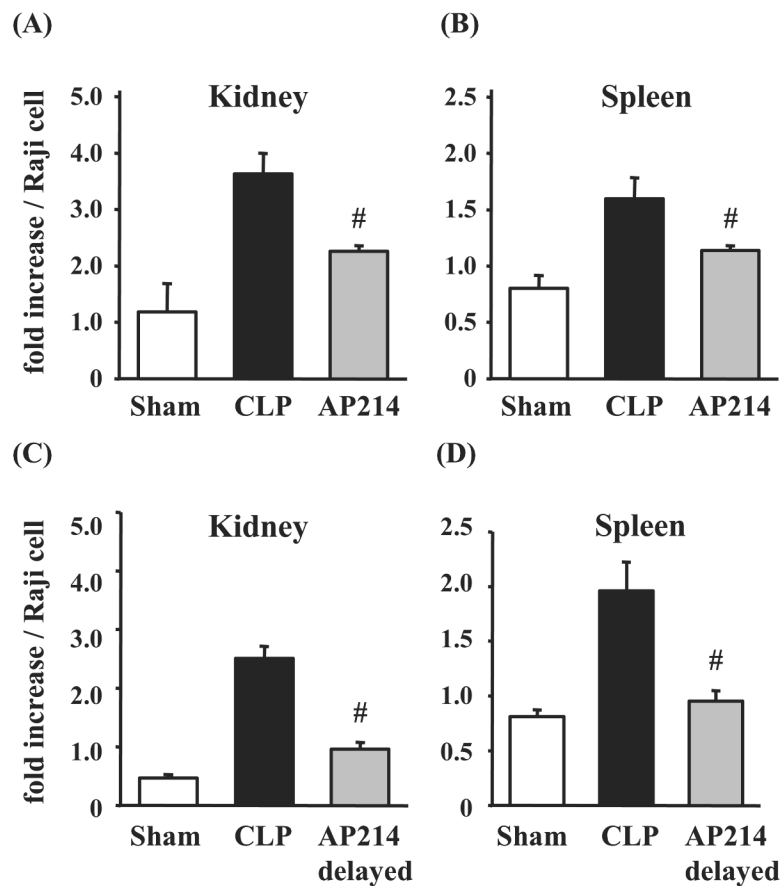 (A)
Kidney
fold increase / Raji cell
5.0
4.0
3.0
2.0
1.0
0
#
Sham CLP AP214
(B)
Spleen
2.5
2.0
1.5
1.0
0.5
0
#
Sham CLP AP214
(C)
Kidney
fold increase / Raji cell
5.0
4.0
3.0
2.0
1.0
0
#
Sham CLP AP214
delayed
(D)
Spleen
2.5
2.0
1.5
1.0
0.5
0
#
Sham CLP AP214
delayed